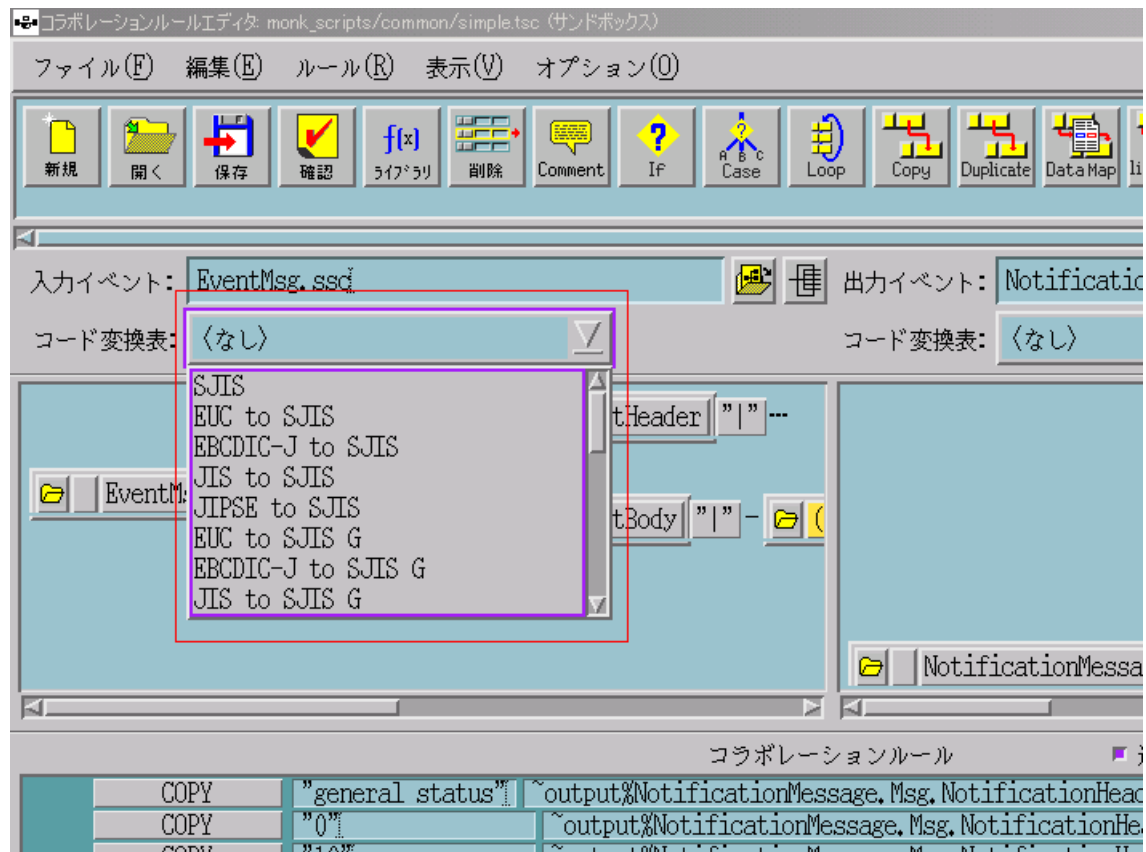 コラボレーションルールエディタ: monk_scripts/common/simple.tsc (サンドボックス)
ファイル(F) 編集(E) ルール(R) 表示(V) オプション(O)
新規 開く 保存 確認 f(x) ライブラリ 削除 Comment ? If ? A B C Case Loop Copy Duplicate Data Map
入力イベント: EventMsg.ssc 出力イベント: Notificatio
コード変換表: 〈なし〉 コード変換表: 〈なし〉
SJIS
EUC to SJIS
EBCDIC-J to SJIS
JIS to SJIS
JIPSE to SJIS
EUC to SJIS G
EBCDIC-J to SJIS G
JIS to SJIS G
tHeader "|"
EventM
tBody "|" (
NotificationMessa
コラボレーションルール
COPY "general status" ~output%NotificationMessage.Msg.NotificationHead
COPY "0" ~output%NotificationMessage.Msg.NotificationHe